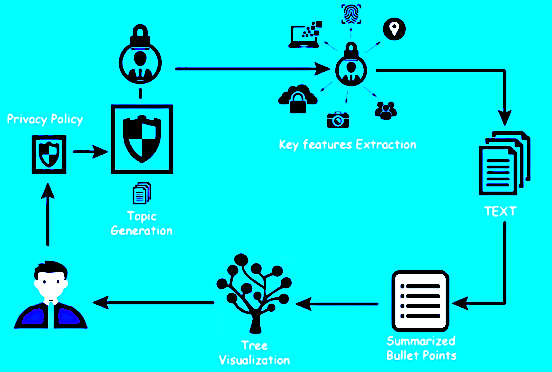 Privacy Policy
Key features Extraction
Topic
Generation
TEXT
Tree
Visualization
Summarized
Bullet Points